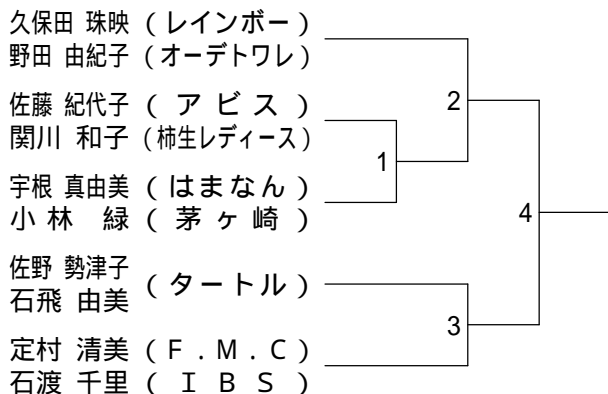 久保田 珠映 （レインボー）
野田 由紀子 （オーデトワレ）
佐藤 紀代子 （ ア ビ ス ）
関川 和子 （柿生レディース）
宇根 真由美 （ はまなん ）
小 林 　緑 （ 茅 ヶ 崎 ）
佐野 勢津子
石飛 由美 （ タートル ）
定村 清美 （ Ｆ．Ｍ．Ｃ ）
石渡 千里 （ Ｉ Ｂ Ｓ ）
1
2
3
4